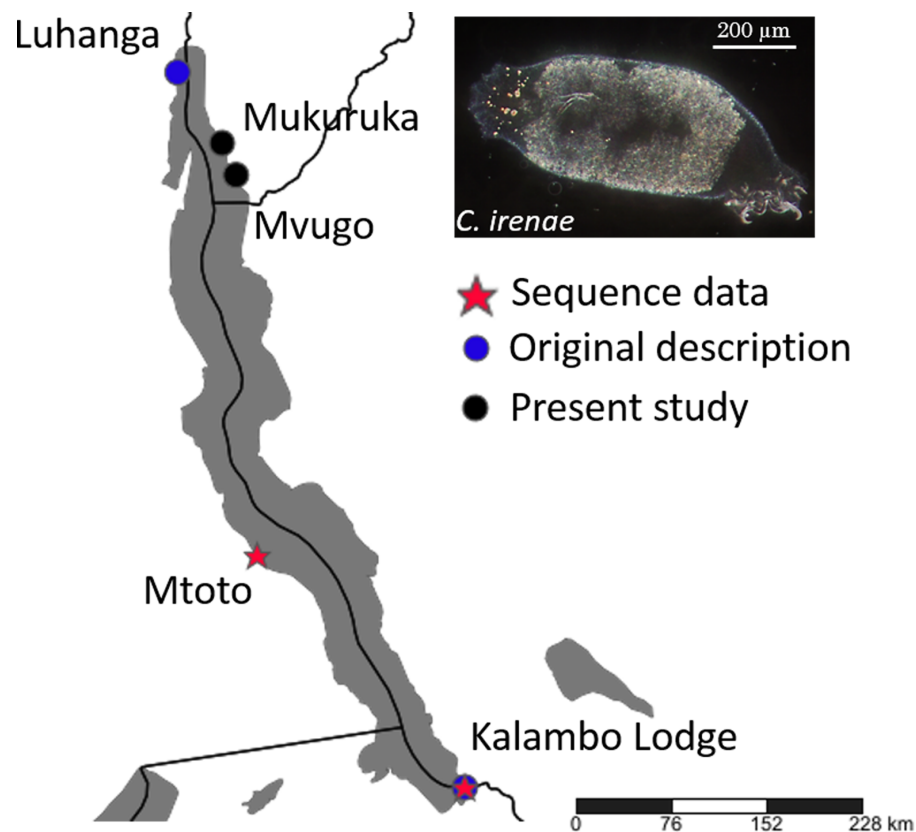 Luhanga
200 µm
Mukuruka
C. irenae
Mvugo
Sequence data
Original description
Present study
Mtoto
Kalambo Lodge
0 76 152 228 km